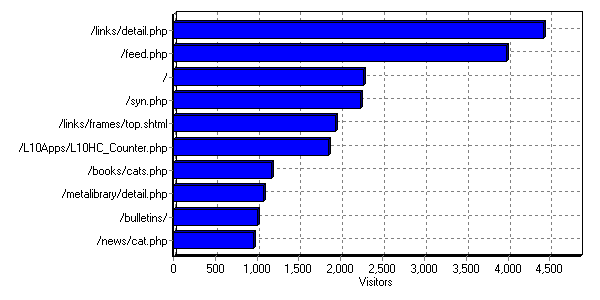 /links/detail.php
/feed.php
/
/syn.php
/links/frames/top.shtml
/L10Apps/L10HC_Counter.php
/books/cats.php
/metalibrary/detail.php
/bulletins/
/news/cat.php
0 500 1,000 1,500 2,000 2,500 3,000 3,500 4,000 4,500
Visitors